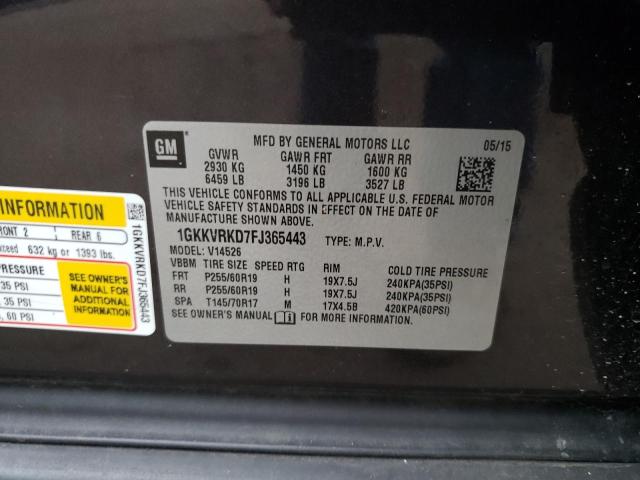 GM
MFD BY GENERAL MOTORS LLC 05/15
GVWR GAWR FRT GAWR RR
2930 KG 1450 KG 1600 KG
6459 LB 3196 LB 3527 LB
THIS VEHICLE CONFORMS TO ALL APPLICABLE U.S. FEDERAL MOTOR
VEHICLE SAFETY STANDARDS IN EFFECT ON THE DATE OF
MANUFACTURE SHOWN ABOVE.
1GKKVRKD7FJ365443 TYPE: M.P.V.
MODEL: V14526
VBBM TIRE SIZE SPEED RTG RIM COLD TIRE PRESSURE
FRT P255/60R19 H 19X7.5J 240KPA(35PSI)
RR P255/60R19 H 19X7.5J 240KPA(35PSI)
SPA T145/70R17 M 17X4.5B 420KPA(60PSI)
SEE OWNER'S MANUAL FOR MORE INFORMATION.
INFORMATION
FRONT 2 REAR 6
632 kg or 1393 lbs.
PRESSURE
35 PSI
35 PSI
60 PSI
SEE OWNER'S
MANUAL FOR
ADDITIONAL
INFORMATION
1GKKVRKD7FJ365443